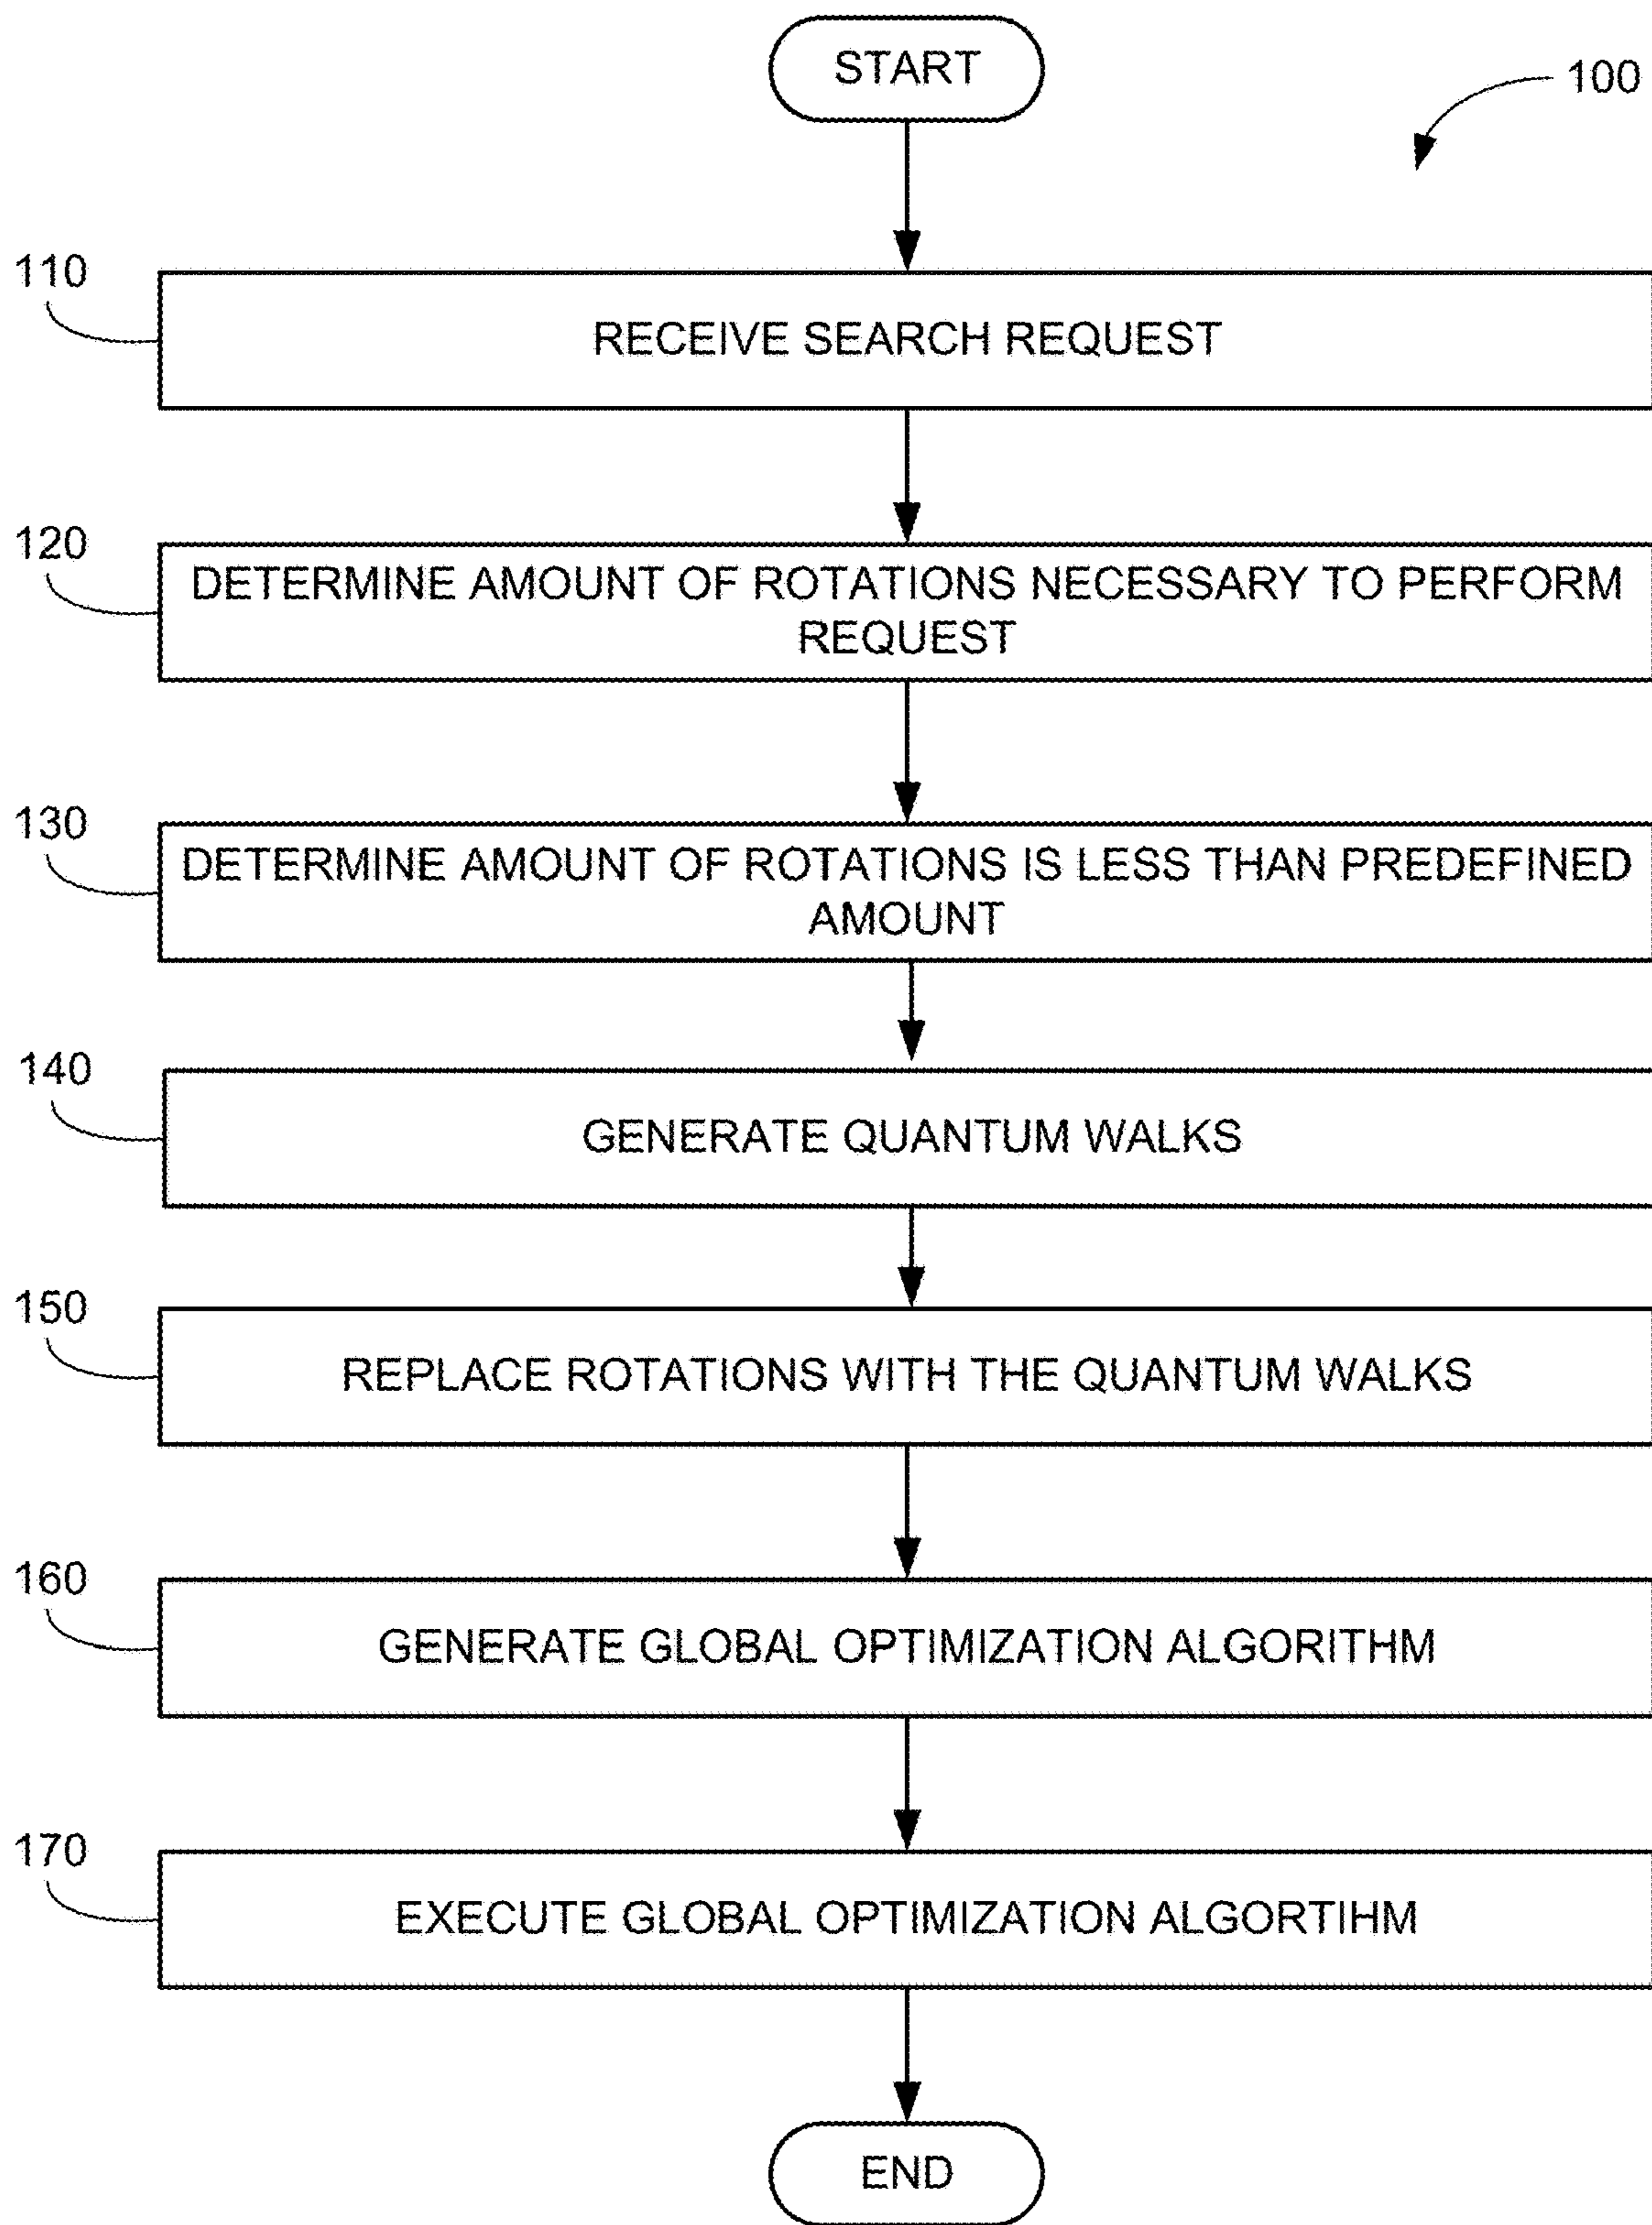 START
100
110
RECEIVE SEARCH REQUEST
120
DETERMINE AMOUNT OF ROTATIONS NECESSARY TO PERFORM
REQUEST
130
DETERMINE AMOUNT OF ROTATIONS IS LESS THAN PREDEFINED
AMOUNT
140
GENERATE QUANTUM WALKS
150
REPLACE ROTATIONS WITH THE QUANTUM WALKS
160
GENERATE GLOBAL OPTIMIZATION ALGORITHM
170
EXECUTE GLOBAL OPTIMIZATION ALGORTIHM
END